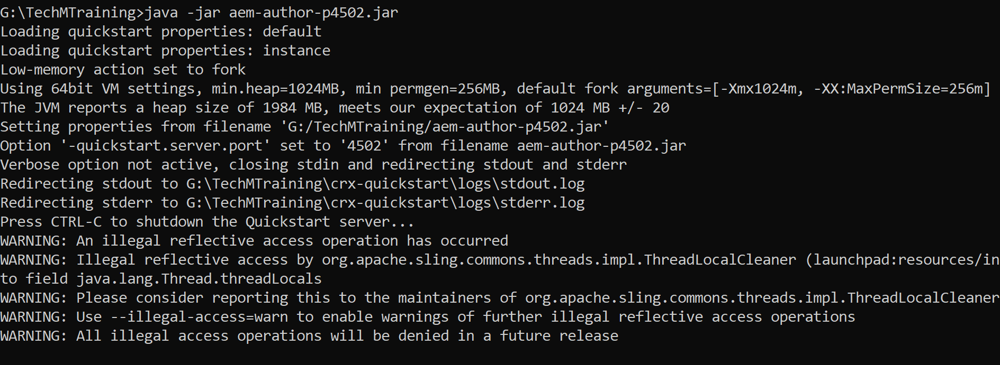 G:\TechMTraining>java -jar aem-author-p4502.jar
Loading quickstart properties: default
Loading quickstart properties: instance
Low-memory action set to fork
Using 64bit VM settings, min.heap=1024MB, min permgen=256MB, default fork arguments=[-Xmx1024m, -XX:MaxPermSize=256m]
The JVM reports a heap size of 1984 MB, meets our expectation of 1024 MB +/- 20
Setting properties from filename 'G:/TechMTraining/aem-author-p4502.jar'
Option '-quickstart.server.port' set to '4502' from filename aem-author-p4502.jar
Verbose option not active, closing stdin and redirecting stdout and stderr
Redirecting stdout to G:\TechMTraining\crx-quickstart\logs\stdout.log
Redirecting stderr to G:\TechMTraining\crx-quickstart\logs\stderr.log
Press CTRL-C to shutdown the Quickstart server...
WARNING: An illegal reflective access operation has occurred
WARNING: Illegal reflective access by org.apache.sling.commons.threads.impl.ThreadLocalCleaner (launchpad:resources/in
to field java.lang.Thread.threadLocals
WARNING: Please consider reporting this to the maintainers of org.apache.sling.commons.threads.impl.ThreadLocalCleaner
WARNING: Use --illegal-access=warn to enable warnings of further illegal reflective access operations
WARNING: All illegal access operations will be denied in a future release